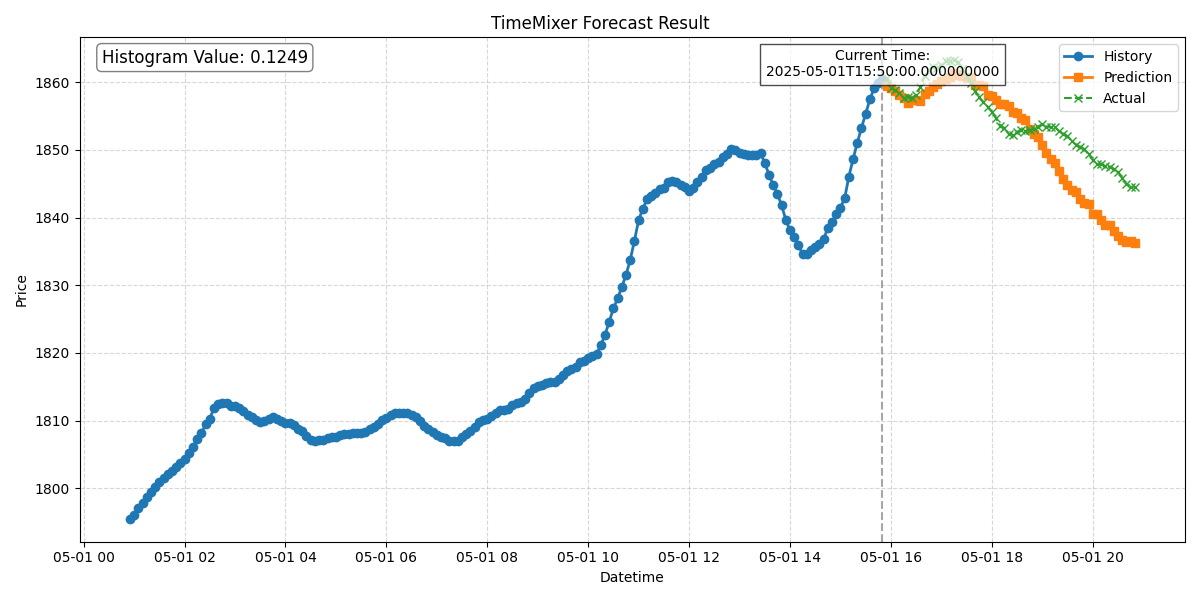 TimeMixer Forecast Result
Histogram Value: 0.1249
Current Time:
2025-05-01T15:50:00.000000000
History
Prediction
Actual
Price
1860
1850
1840
1830
1820
1810
1800
05-01 00
05-01 02
05-01 04
05-01 06
05-01 08
05-01 10
05-01 12
05-01 14
05-01 16
05-01 18
05-01 20
Datetime